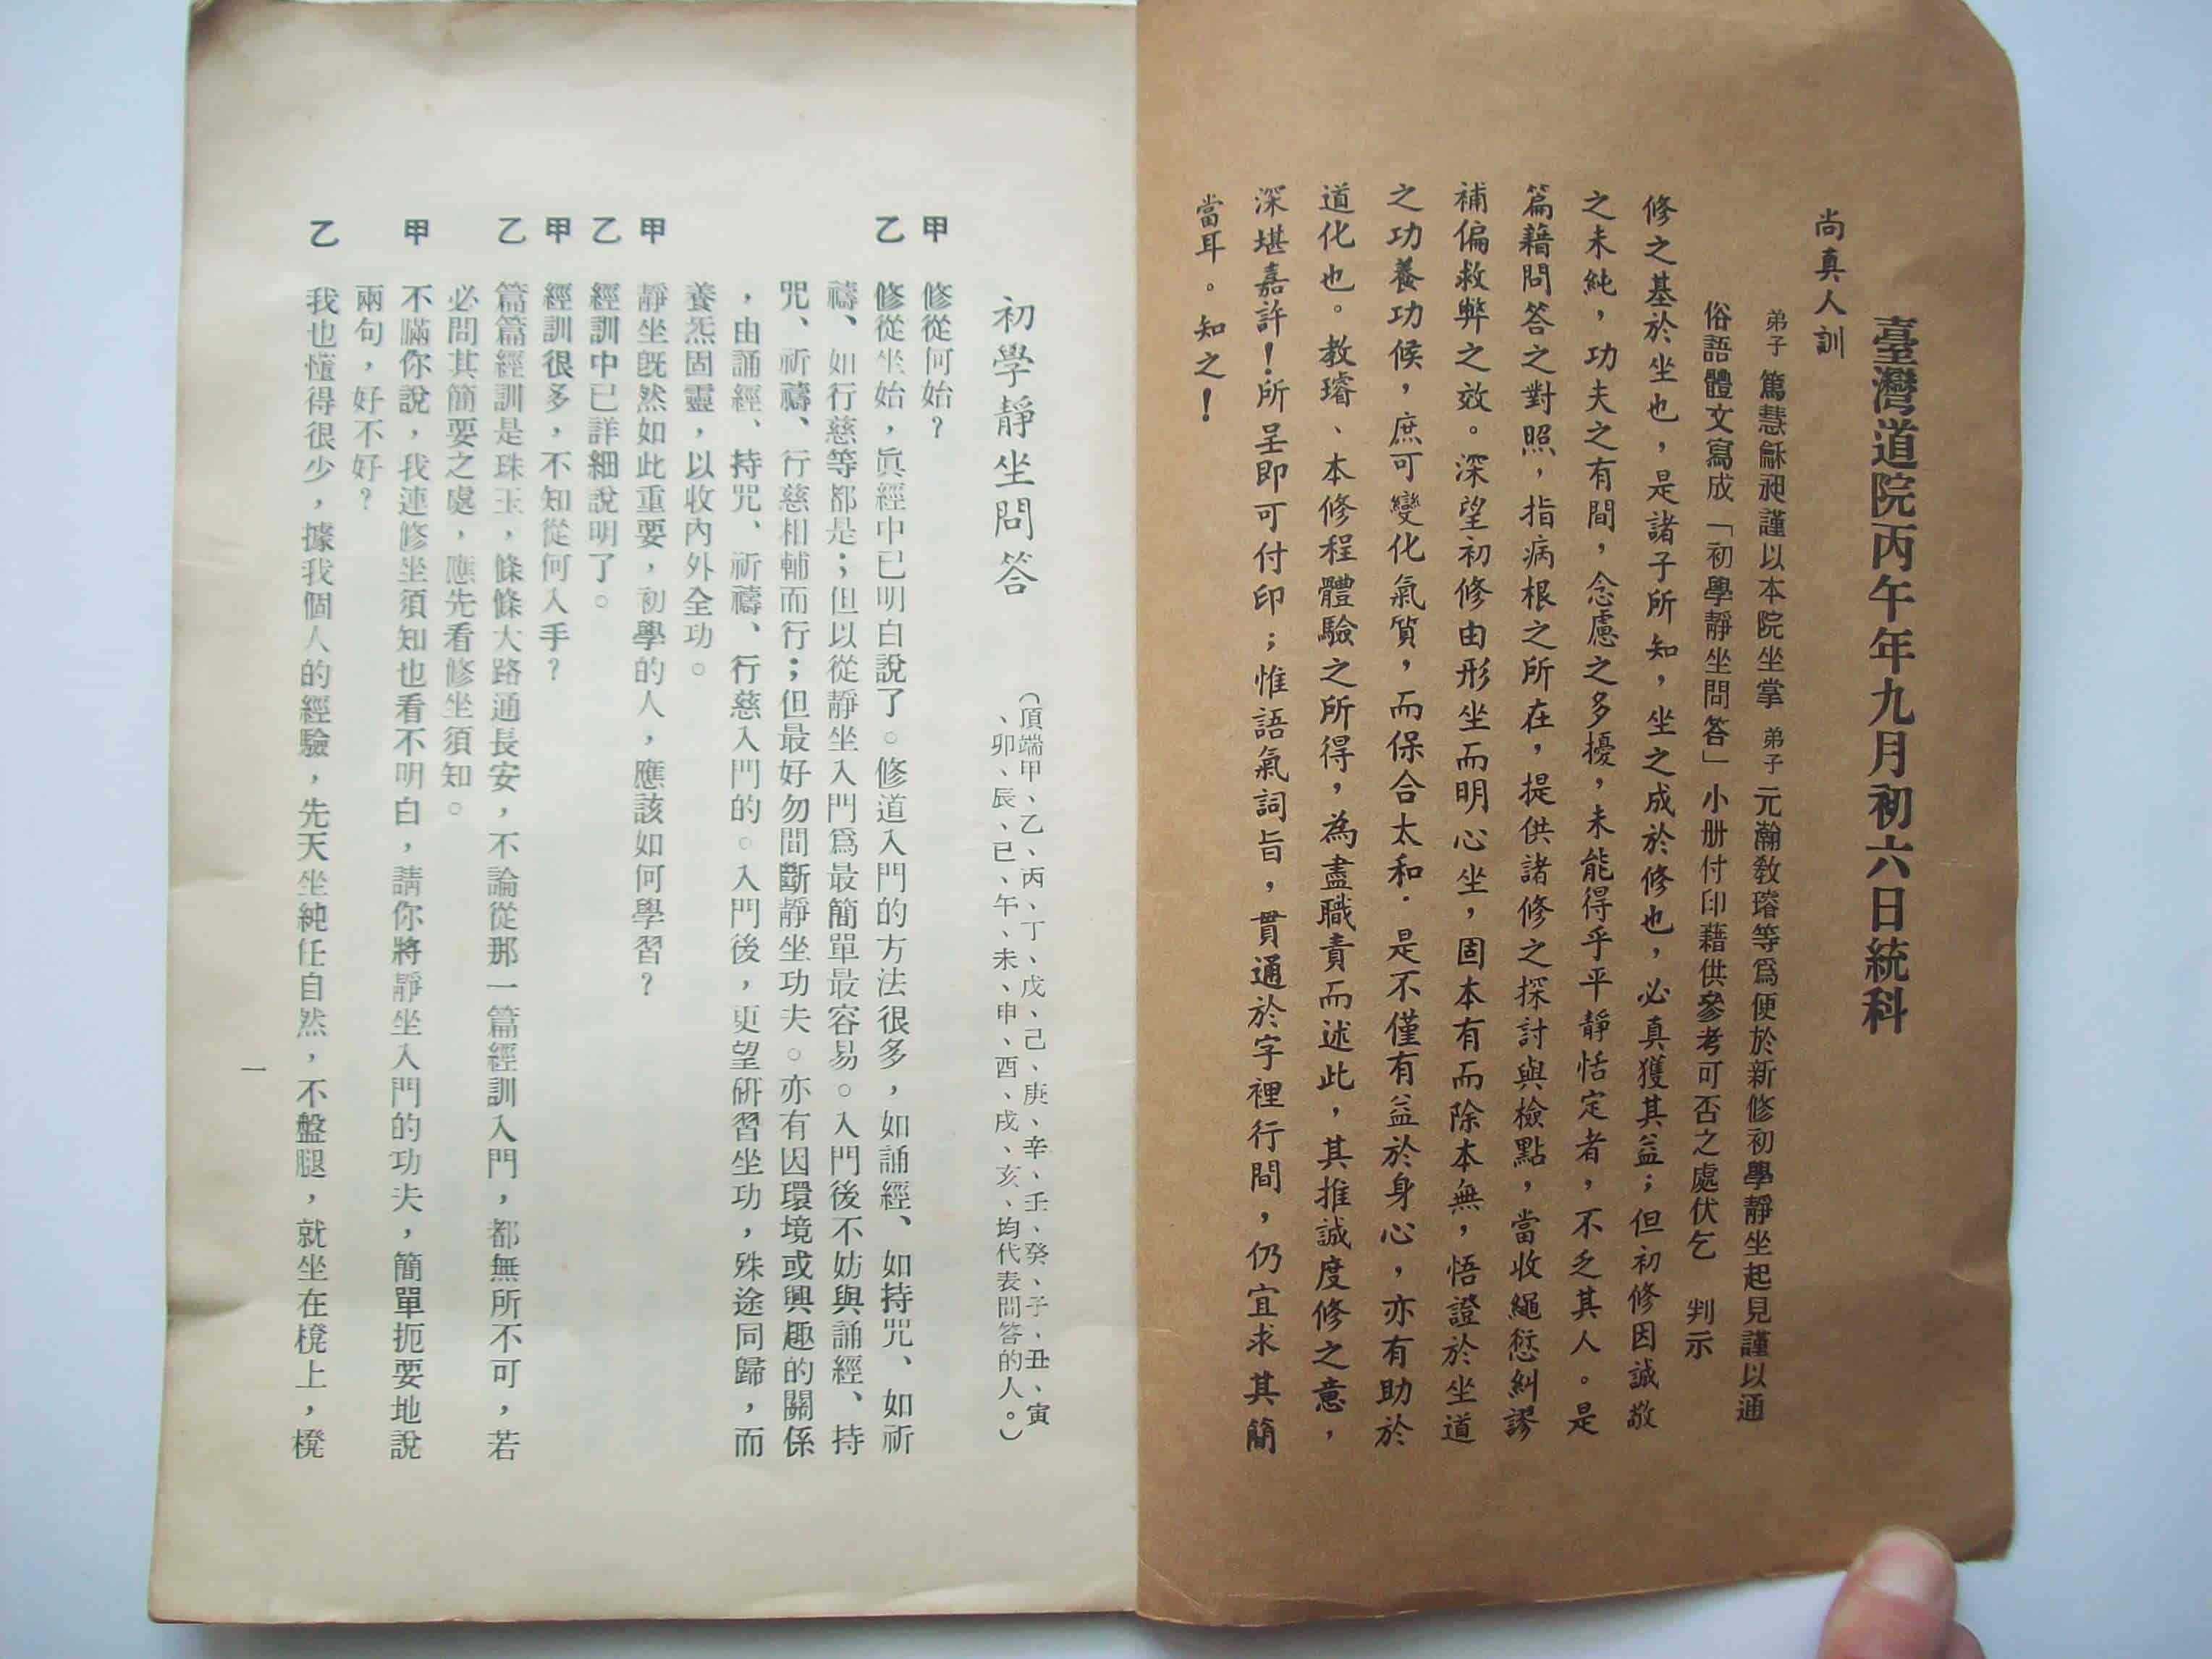 臺灣道院丙午年九月初六日統科
尚真人訓
弟子篤慧龢昶謹以本院坐掌 弟子元瀚教璿等爲便於新修初學靜坐起見謹以通
俗語體文寫成「初學靜坐問答」小册付印藉供參考可否之處伏乞 判示
修之基於坐也，是諸子所知，坐之成於修也，必真獲其益；但初修因誠敬
之未純，功夫之有間，念慮之多擾，未能得乎平靜恬定者，不乏其人。是
篇藉問答之對照，指病根之所在，提供諸修之探討與檢點，當收繩愆糾謬
補偏救弊之效。深望初修由形坐而明心坐，固本有而除本無，悟證於坐道
之功養功候，庶可變化氣质，而保合太和．是不僅有益於身心，亦有助於
道化也。教璿、本修程體驗之所得，為盡職責而述此，其推誠度修之意，
深堪嘉許！所呈即可付印；惟語氣詞旨，貫通於字裡行間，仍宜求其簡
當耳。知之！
初學靜坐問答
（頂端甲、乙、丙、丁、戊、己、庚、辛、壬、癸、子、丑、寅
、卯、辰、巳、午、未、申、酉、戌、亥、均代表問答的人。）
甲 修從何始？
乙 修從坐始，眞經中已明白說了。修道入門的方法很多，如誦經、如持咒、如祈
禱、如行慈等都是；但以從靜坐入門爲最簡單最容易。入門後不妨與誦經、持
咒、祈禱、行慈相輔而行；但最好勿間斷靜坐功夫。亦有因環境或興趣的關係
，由誦經、持咒、祈禱、行慈入門的。入門後，更望研習坐功，殊途同歸，而
養炁固靈，以收內外全功。
甲 靜坐旣然如此重要，初學的人，應該如何學習？
乙 經訓中已詳細說明了。
甲 經訓很多，不知從何入手？
乙 篇篇經訓是珠玉，條條大路通長安，不論從那一篇經訓入門，都無所不可，若
必問其簡要之處，應先看修坐須知。
甲 不瞞你說，我連修坐須知也看不明白，請你將靜坐入門的功夫，簡單扼要地說
兩句，好不好？
乙 我也懂得很少，據我個人的經驗，先天坐純任自然，不盤腿，就坐在櫈上，櫈
一